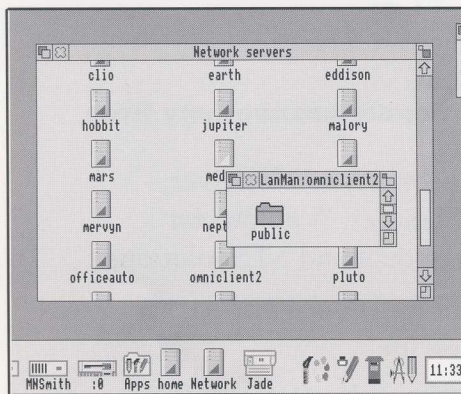 Network servers
clio earth eddison
hobbit jupiter malory
mars
LanMan:omniclient2
public
mervyn
officeauto omniclient2 pluto
MNSmith :0 Apps home Network Jade 11:33